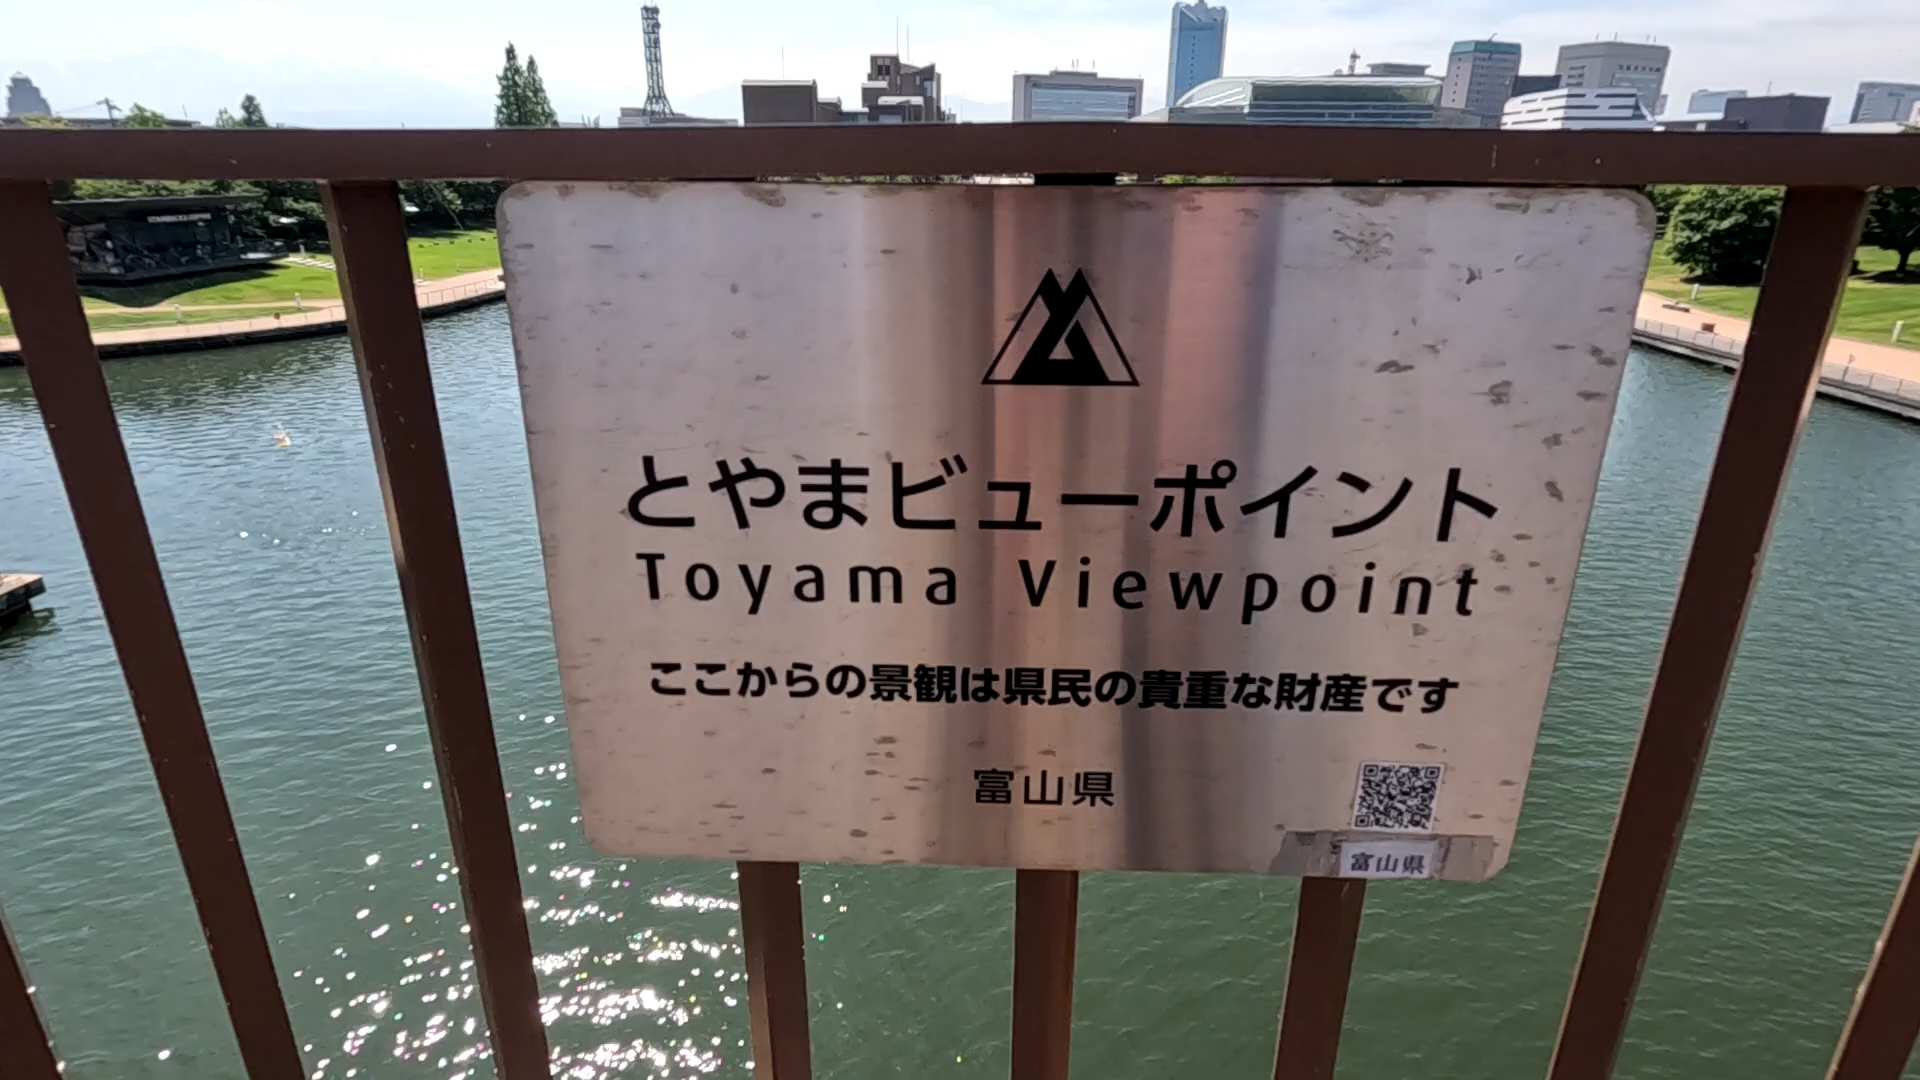 とやまビューポイント
Toyama Viewpoint
ここからの景観は県民の貴重な財産です
富山県
富山県